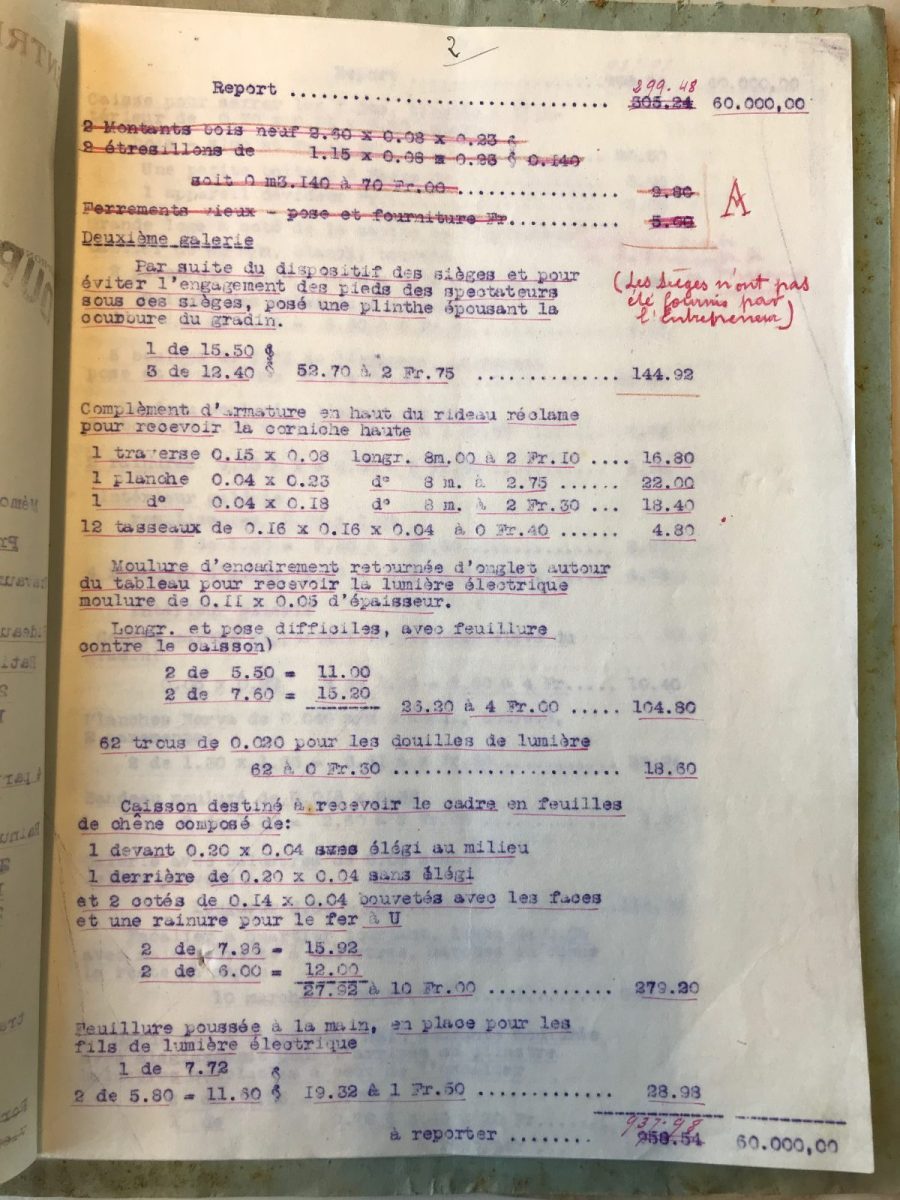 2
299.48
Report .................................. 305.24 60.000,00
2 Montants bois neuf 2.60 x 0.08 x 0.23 §
2 étresillons de 1.15 x 0.08 x 0.23 § 0.140
soit 0 m3.140 à 70 Fr.00 ................. 9.80
A
Ferrements vieux - pose et fourniture Fr............ 5.00
Deuxième galerie
Par suite du dispositif des sièges et pour
éviter l'engagement des pieds des spectateurs
sous ces sièges, posé une plinthe épousant la
courbure du gradin.
(Les Sièges n'ont pas
été fournis par
l'Entrepreneur)
1 de 15.50 §
3 de 12.40 § 52.70 à 2 Fr.75 .............. 144.92
Complèment d'armature en haut du rideau réclame
pour recevoir la corniche haute
1 traverse 0.15 x 0.08 longr. 8m.00 à 2 Fr.10 .... 16.80
1 planche 0.04 x 0.23 d° 8 m. à 2.75 ...... 22.00
1 d° 0.04 x 0.18 d° 8 m. à 2 Fr.30 ... 18.40
12 tasseaux de 0.16 x 0.16 x 0.04 à 0 Fr.40 ...... 4.80
Moulure d'encadrement retournée d'onglet autour
du tableau pour recevoir la lumière électrique
moulure de 0.11 x 0.05 d'épaisseur.
Longr. et pose difficiles, avec feuillure
contre le caisson)
2 de 5.50 = 11.00
2 de 7.60 = 15.20
26.20 à 4 Fr.00 ..... 104.80
62 trous de 0.020 pour les douilles de lumière
62 à 0 Fr.30 ...................... 18.60
Caisson destiné à recevoir le cadre en feuilles
de chêne composé de:
1 devant 0.20 x 0.04 élégi au milieu
1 derrière de 0.20 x 0.04 sans élégi
et 2 cotés de 0.14 x 0.04 bouvetés avec les faces
et une rainure pour le fer à U
2 de 7.96 = 15.92
2 de 6.00 = 12.00
27.92 à 10 Fr.00 ............ 279.20
Feuillure poussée à la main, en place pour les
fils de lumière électrique
1 de 7.72 §
2 de 5.80 = 11.60 § 19.32 à 1 Fr.50 ............ 28.98
937.98
à reporter ........ 958.54 60.000,00